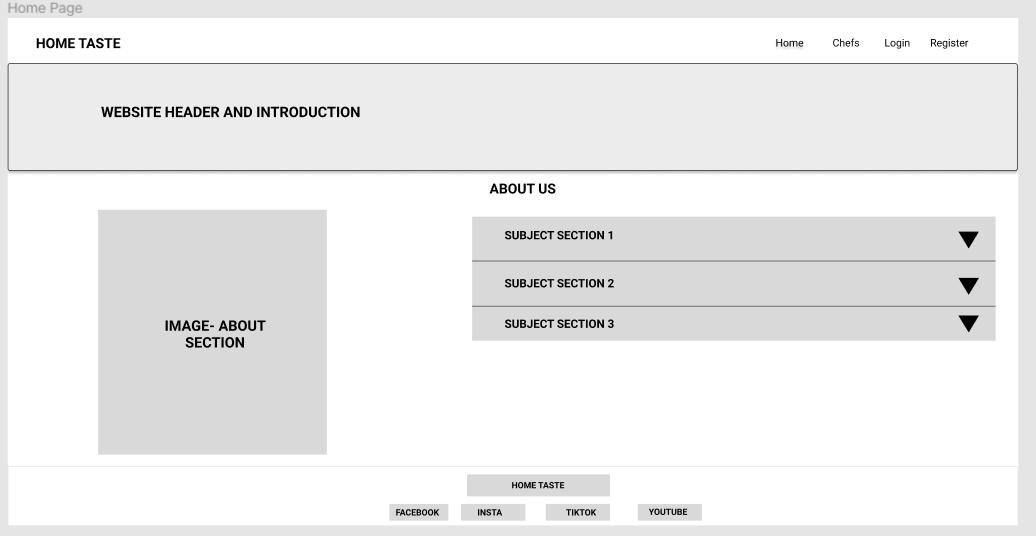 Home Page
HOME TASTE
Home
Chefs
Login
Register
WEBSITE HEADER AND INTRODUCTION
ABOUT US
IMAGE- ABOUT
SECTION
SUBJECT SECTION 1
SUBJECT SECTION 2
SUBJECT SECTION 3
HOME TASTE
FACEBOOK
INSTA
TIKTOK
YOUTUBE